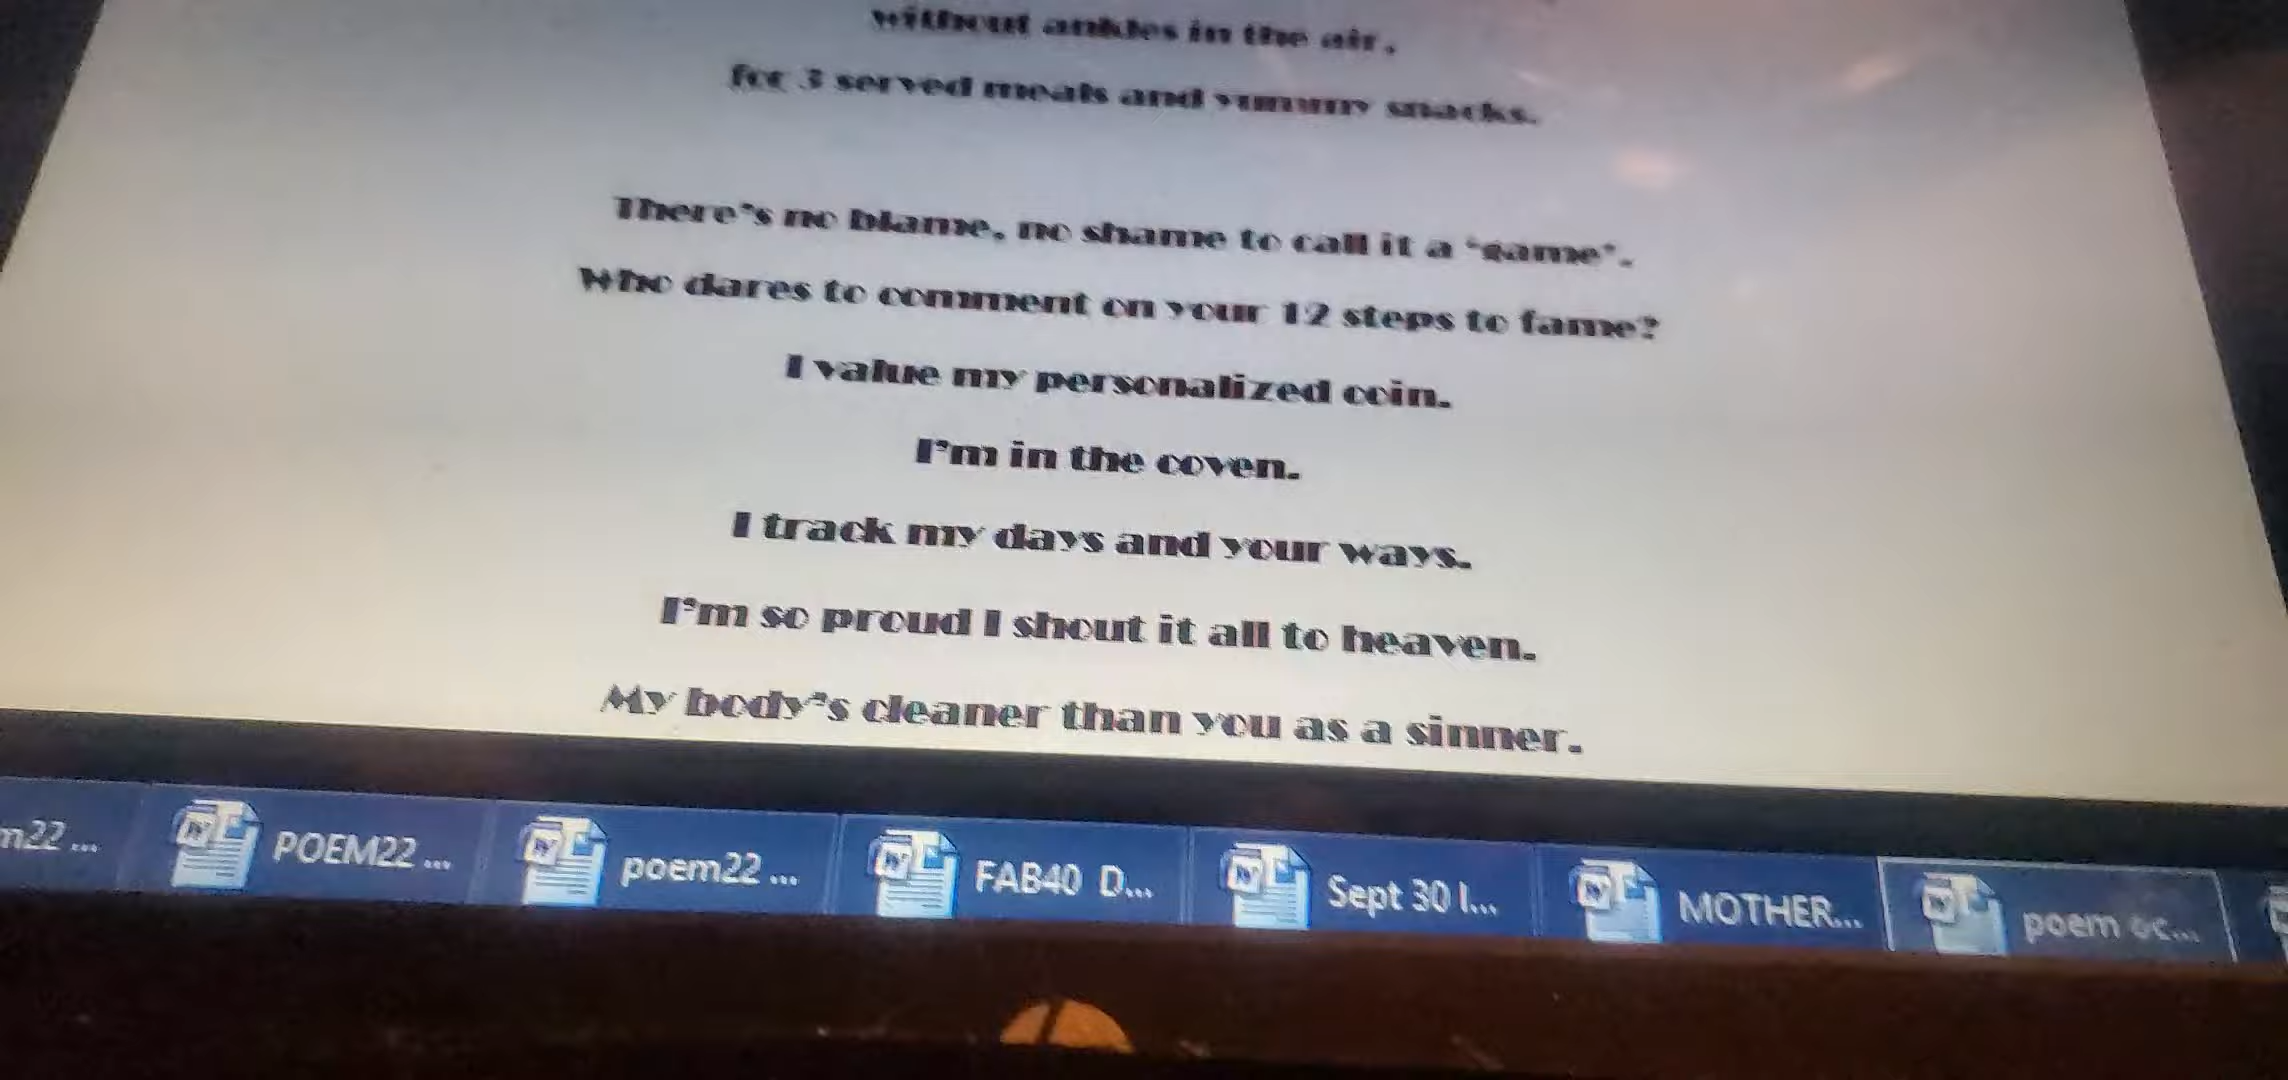 without ankles in the air,
for 3 served meals and yummy snacks.
There's no blame, no shame to call it a "game".
Who dares to comment on your 12 steps to fame?
I value my personalized coin.
I'm in the coven.
I track my days and your ways.
I'm so proud I shout it all to heaven.
My body's cleaner than you as a sinner.
m22 ...
POEM22 ...
poem22 ...
FAB40 D...
Sept 30 I...
MOTHER...
poem oc...